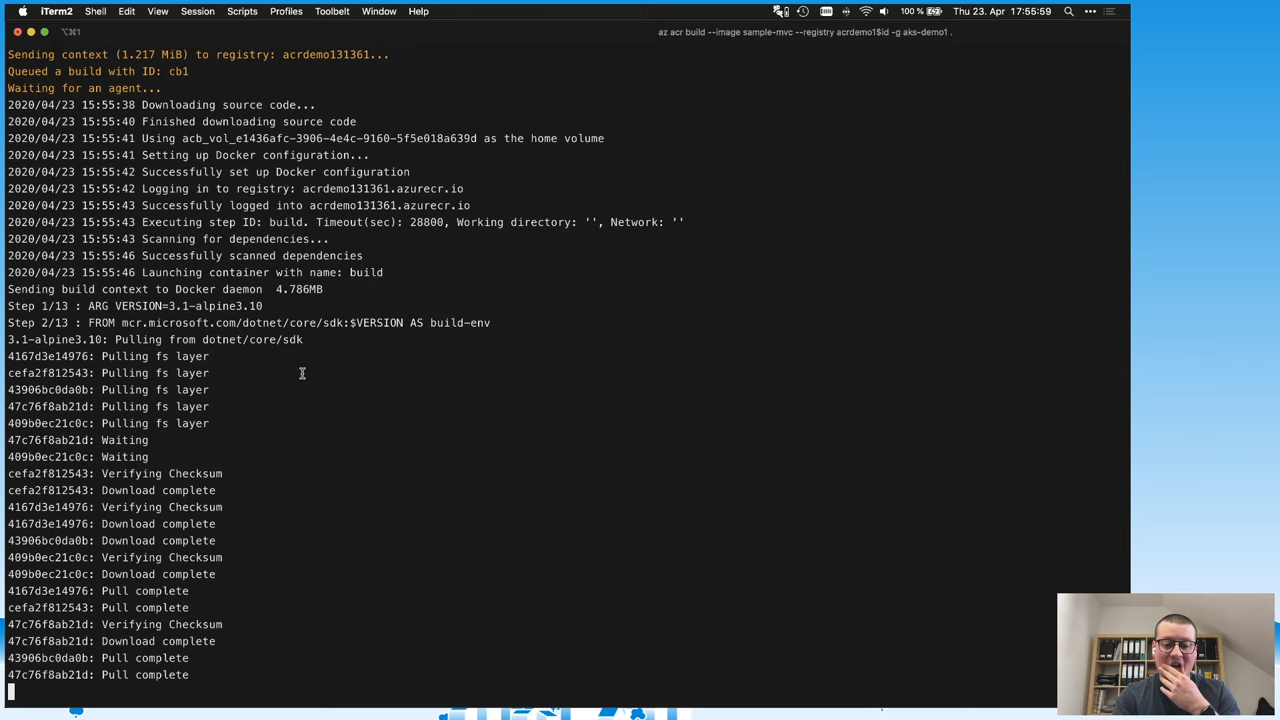 iTerm2 Shell Edit View Session Scripts Profiles Toolbelt Window Help 100 % Thu 23. Apr 17:55:59
⌥⌘1 az acr build --image sample-mvc --registry acrdemo1$id -g aks-demo1 .
Sending context (1.217 MiB) to registry: acrdemo131361...
Queued a build with ID: cb1
Waiting for an agent...
2020/04/23 15:55:38 Downloading source code...
2020/04/23 15:55:40 Finished downloading source code
2020/04/23 15:55:41 Using acb_vol_e1436afc-3906-4e4c-9160-5f5e018a639d as the home volume
2020/04/23 15:55:41 Setting up Docker configuration...
2020/04/23 15:55:42 Successfully set up Docker configuration
2020/04/23 15:55:42 Logging in to registry: acrdemo131361.azurecr.io
2020/04/23 15:55:43 Successfully logged into acrdemo131361.azurecr.io
2020/04/23 15:55:43 Executing step ID: build. Timeout(sec): 28800, Working directory: '', Network: ''
2020/04/23 15:55:43 Scanning for dependencies...
2020/04/23 15:55:46 Successfully scanned dependencies
2020/04/23 15:55:46 Launching container with name: build
Sending build context to Docker daemon  4.786MB
Step 1/13 : ARG VERSION=3.1-alpine3.10
Step 2/13 : FROM mcr.microsoft.com/dotnet/core/sdk:$VERSION AS build-env
3.1-alpine3.10: Pulling from dotnet/core/sdk
4167d3e14976: Pulling fs layer
cefa2f812543: Pulling fs layer
43906bc0da0b: Pulling fs layer
47c76f8ab21d: Pulling fs layer
409b0ec21c0c: Pulling fs layer
47c76f8ab21d: Waiting
409b0ec21c0c: Waiting
cefa2f812543: Verifying Checksum
cefa2f812543: Download complete
4167d3e14976: Verifying Checksum
4167d3e14976: Download complete
43906bc0da0b: Download complete
409b0ec21c0c: Verifying Checksum
409b0ec21c0c: Download complete
4167d3e14976: Pull complete
cefa2f812543: Pull complete
47c76f8ab21d: Verifying Checksum
47c76f8ab21d: Download complete
43906bc0da0b: Pull complete
47c76f8ab21d: Pull complete